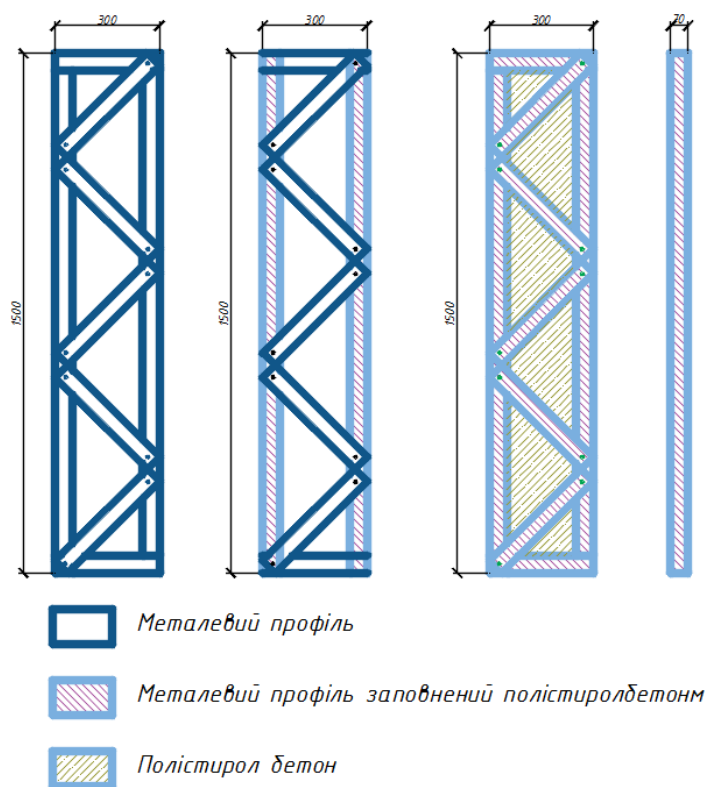 300 300 300 70
1500 1500 1500
Металевий профіль
Металевий профіль заповнений полістиролбетонм
Полістирол бетон